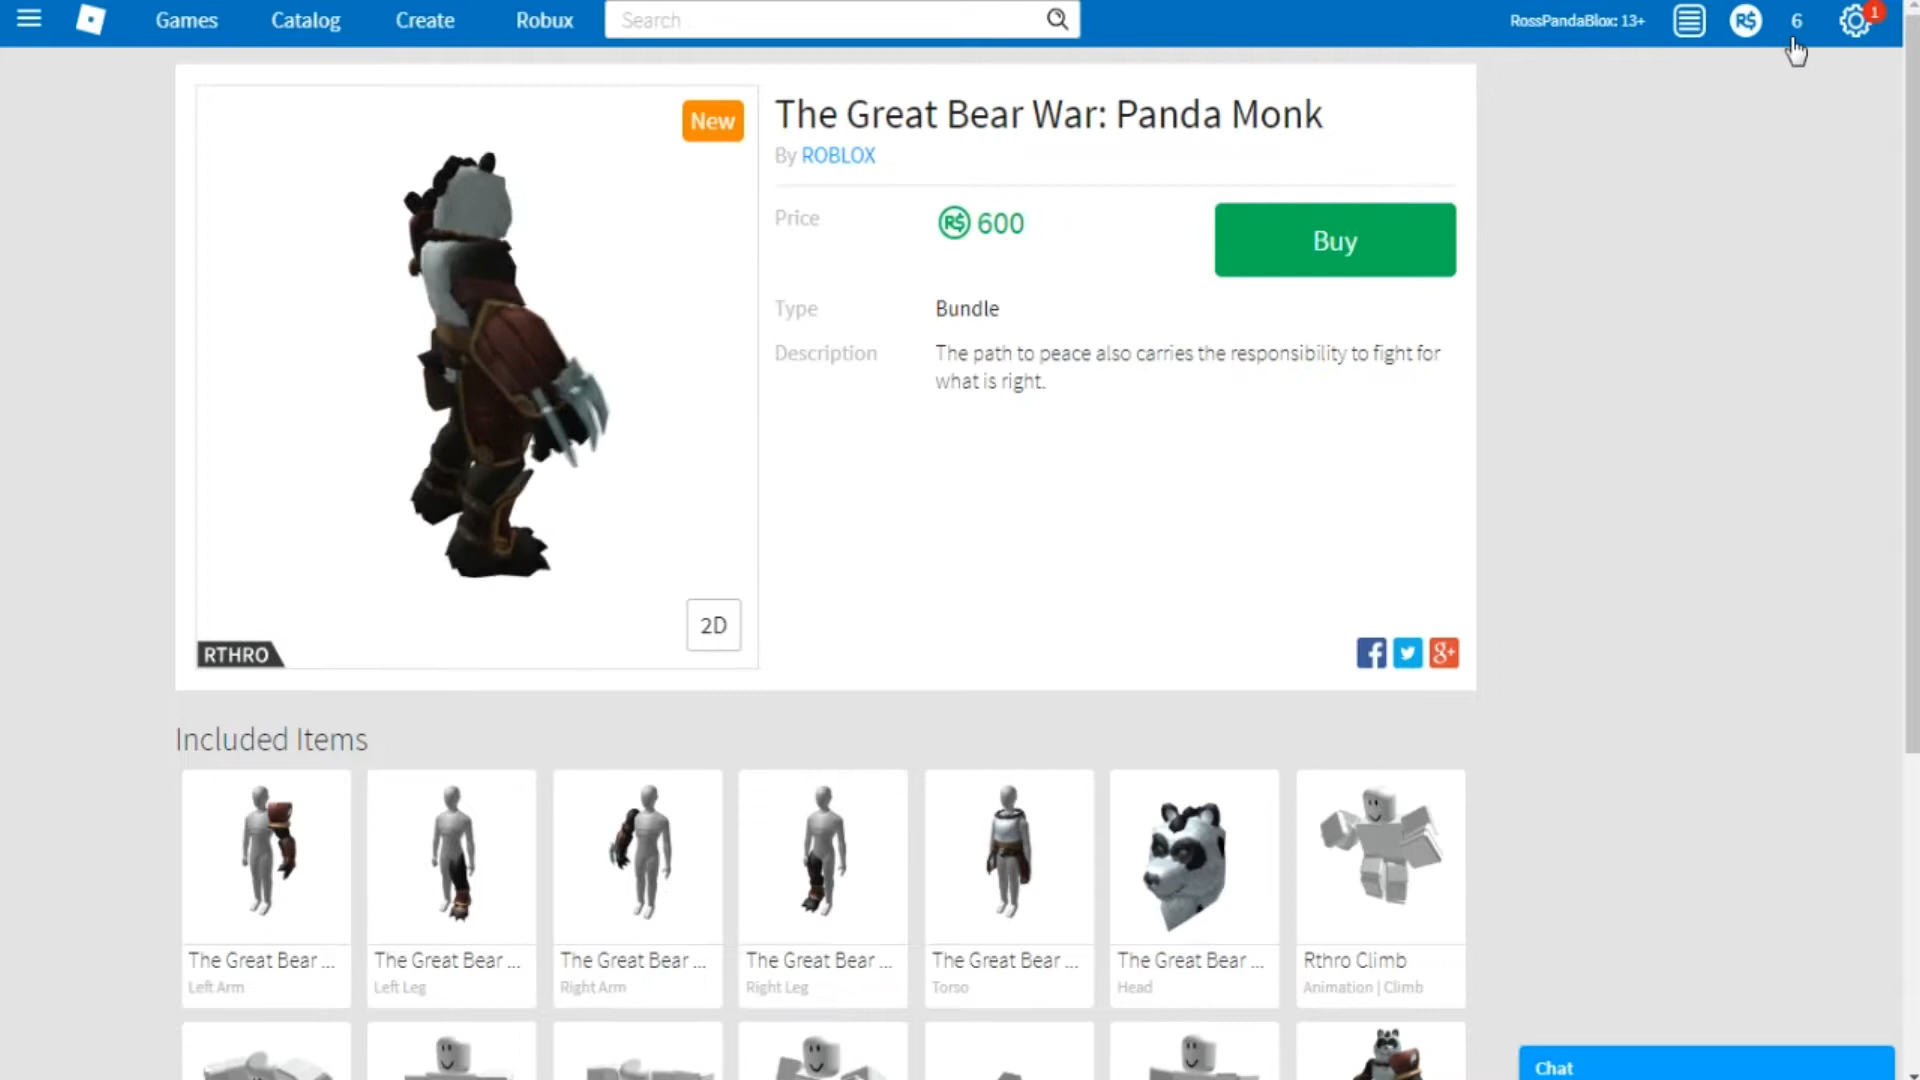 Games Catalog Create Robux Search RossPandaBlox: 13+ R$ 6 1
New
The Great Bear War: Panda Monk
By ROBLOX
Price R$ 600 Buy
Type Bundle
Description The path to peace also carries the responsibility to fight for
what is right.
2D
RTHRO
f g+
Included Items
The Great Bear ... The Great Bear ... The Great Bear ... The Great Bear ... The Great Bear ... The Great Bear ... Rthro Climb
Left Arm Left Leg Right Arm Right Leg Torso Head Animation | Climb
Chat